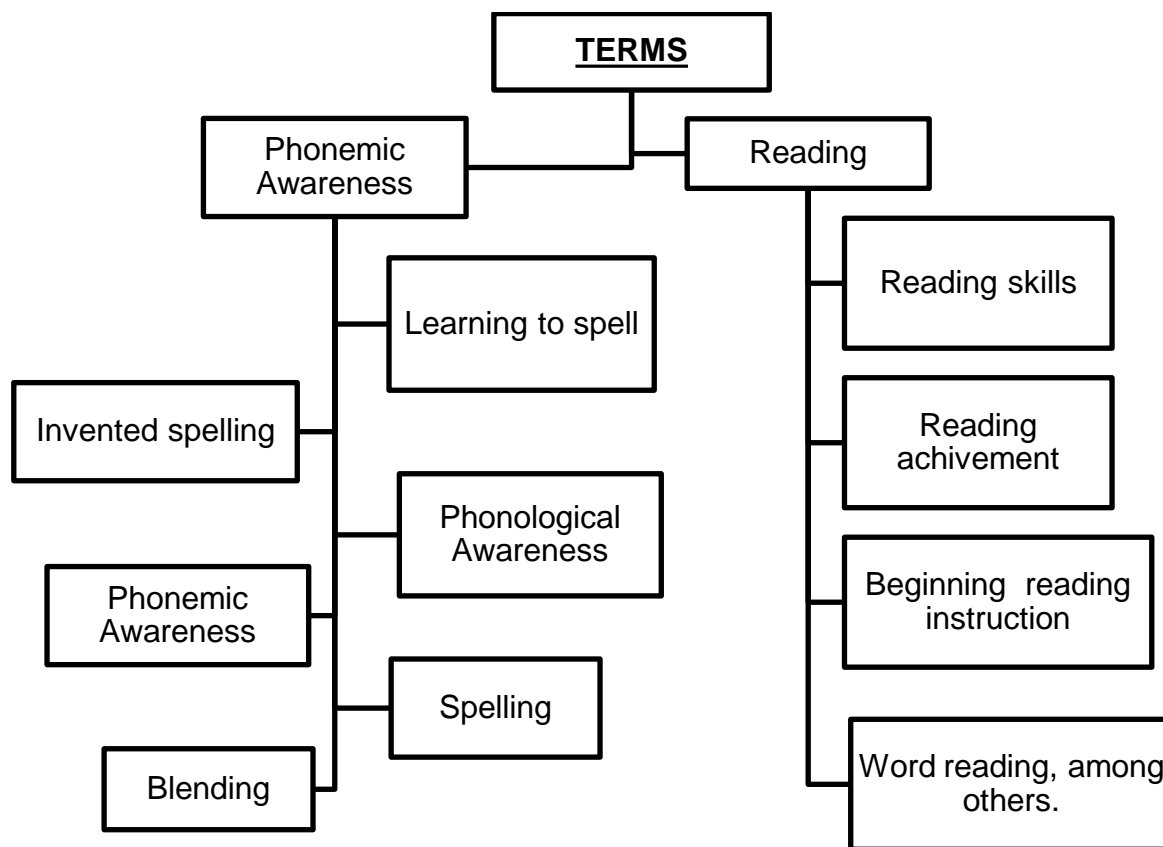 TERMS
Phonemic
Awareness
Reading
Learning to spell
Invented spelling
Phonological
Awareness
Phonemic
Awareness
Spelling
Blending
Reading skills
Reading
achivement
Beginning reading
instruction
Word reading, among
others.